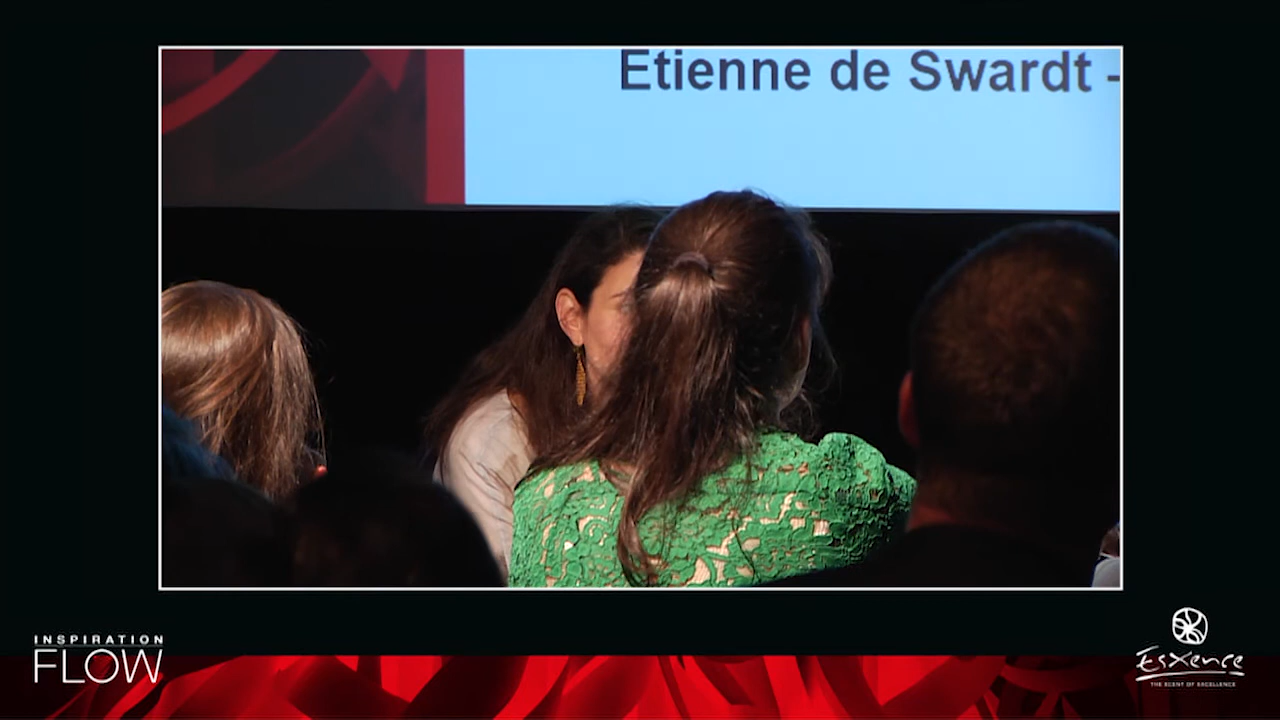 Etienne de Swardt -
INSPIRATION
FLOW
Esxence
THE SCENT OF EXCELLENCE